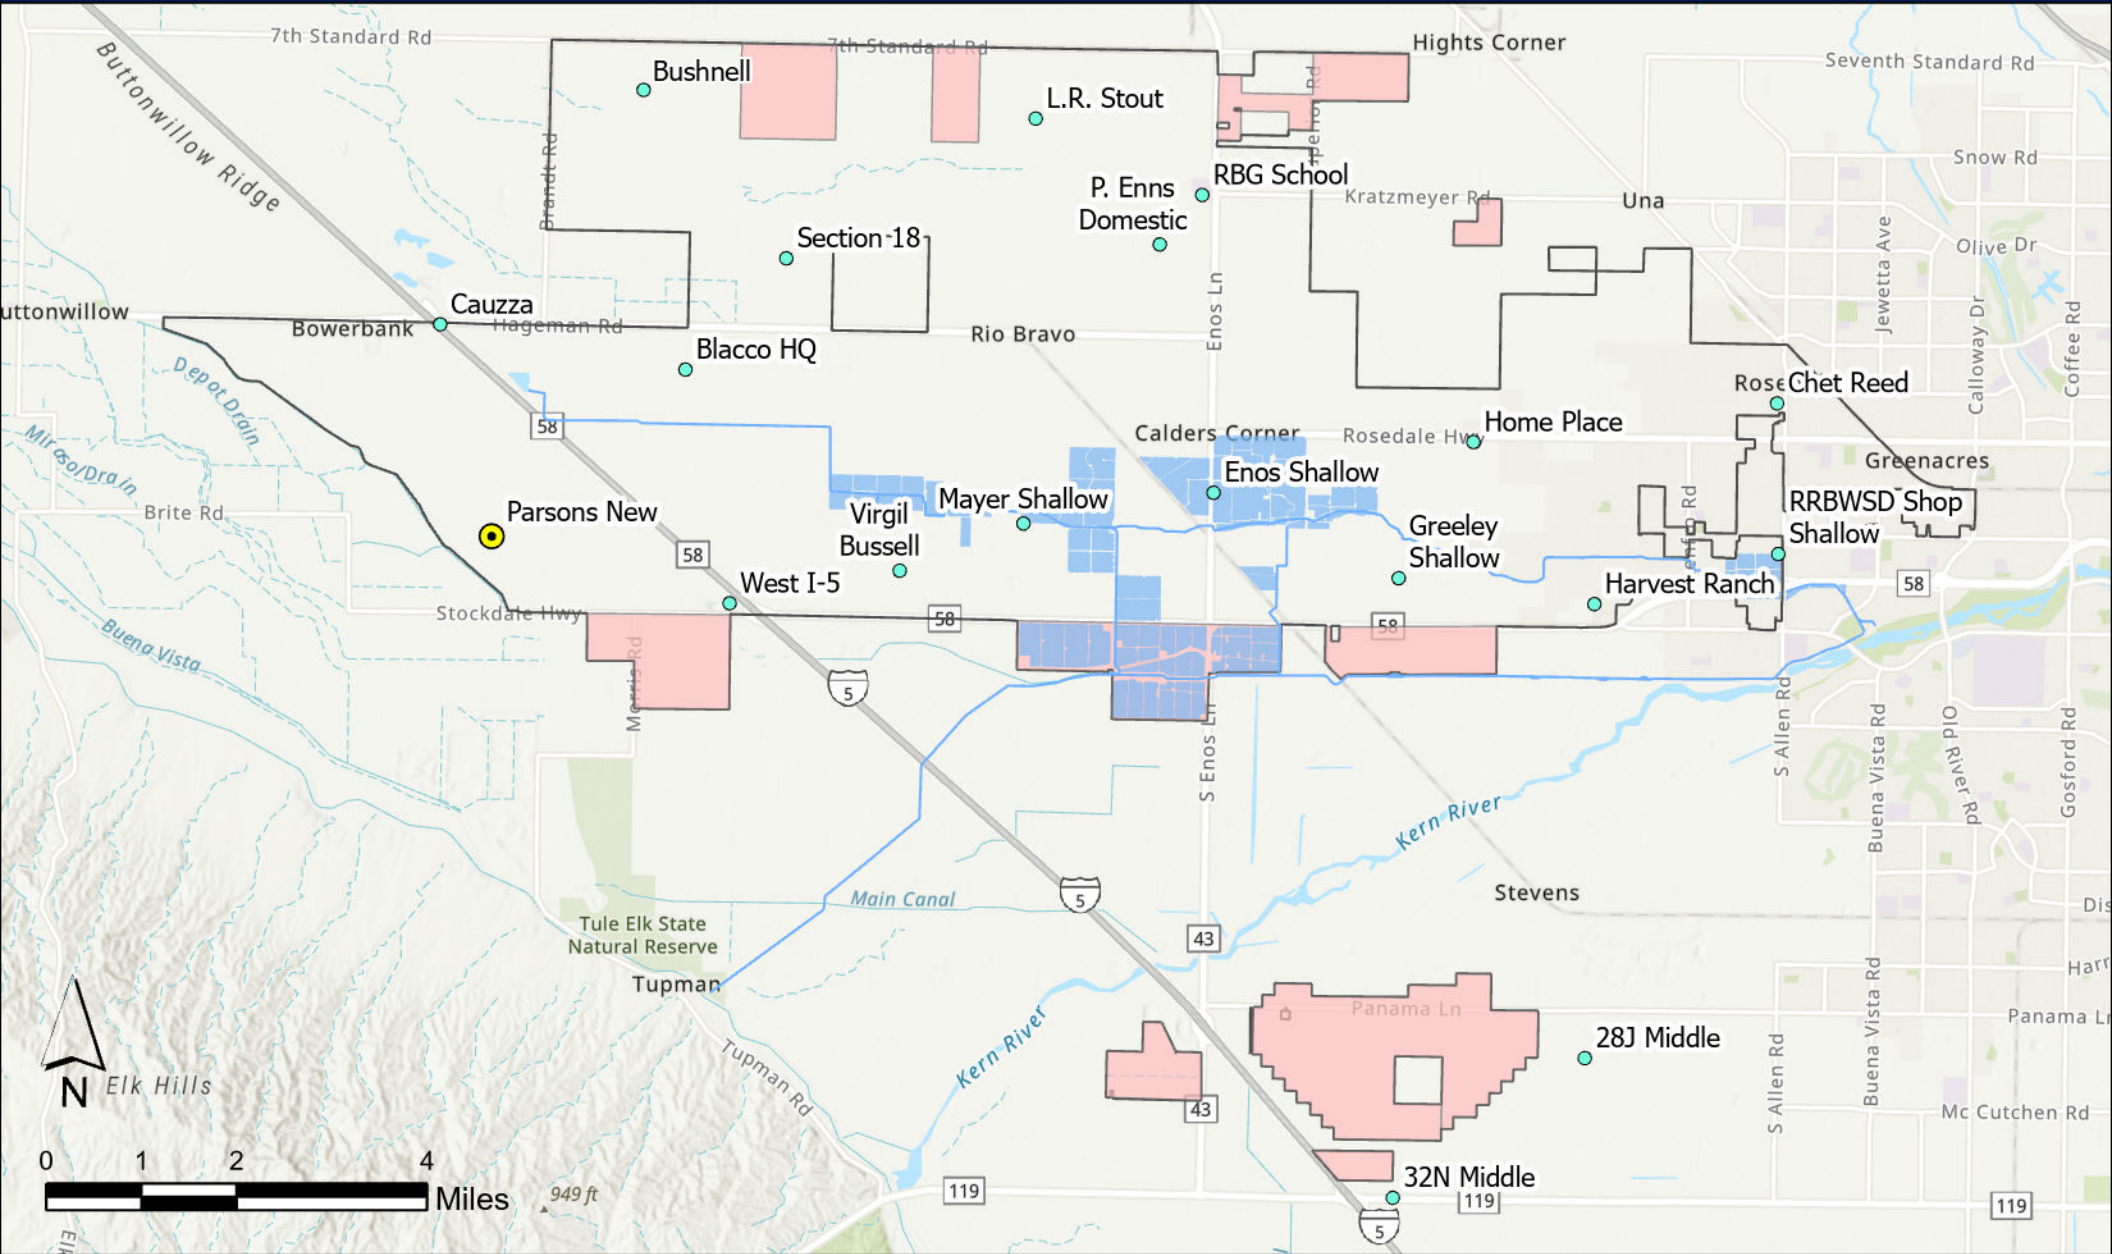 7th Standard Rd
7th Standard Rd
Hights Corner
Seventh Standard Rd
Buttonwillow Ridge
Bushnell
L.R. Stout
Snow Rd
Brandt Rd
RBG School
P. Enns
Domestic
Kratzmeyer Rd
Una
Section 18
Olive Dr
Jewetta Ave
Calloway Dr
Coffee Rd
Enos Ln
uttonwillow
Cauzza
Bowerbank
Hageman Rd
Rio Bravo
Blacco HQ
Depot Drain
Rose
Chet Reed
58
Calders Corner
Rosedale Hwy
Home Place
Greenacres
Enos Shallow
Brite Rd
Parsons New
Mayer Shallow
Virgil
Bussell
RRBWSD Shop
Shallow
Greeley
Shallow
58
West I-5
Harvest Ranch
58
Stockdale Hwy
58
58
Buena Vista
Morris Rd
5
S Enos Ln
S Allen Rd
Buena Vista Rd
Old River Rd
Gosford Rd
Kern River
Main Canal
5
Stevens
Dis
Tule Elk State
Natural Reserve
43
Tupman
Harr
Panama Ln
Panama Ln
28J Middle
Kern River
Tupman Rd
N
Elk Hills
43
S Allen Rd
Buena Vista Rd
Mc Cutchen Rd
0 1 2 4
Miles
949 ft
119
32N Middle
119
119
5
Elk